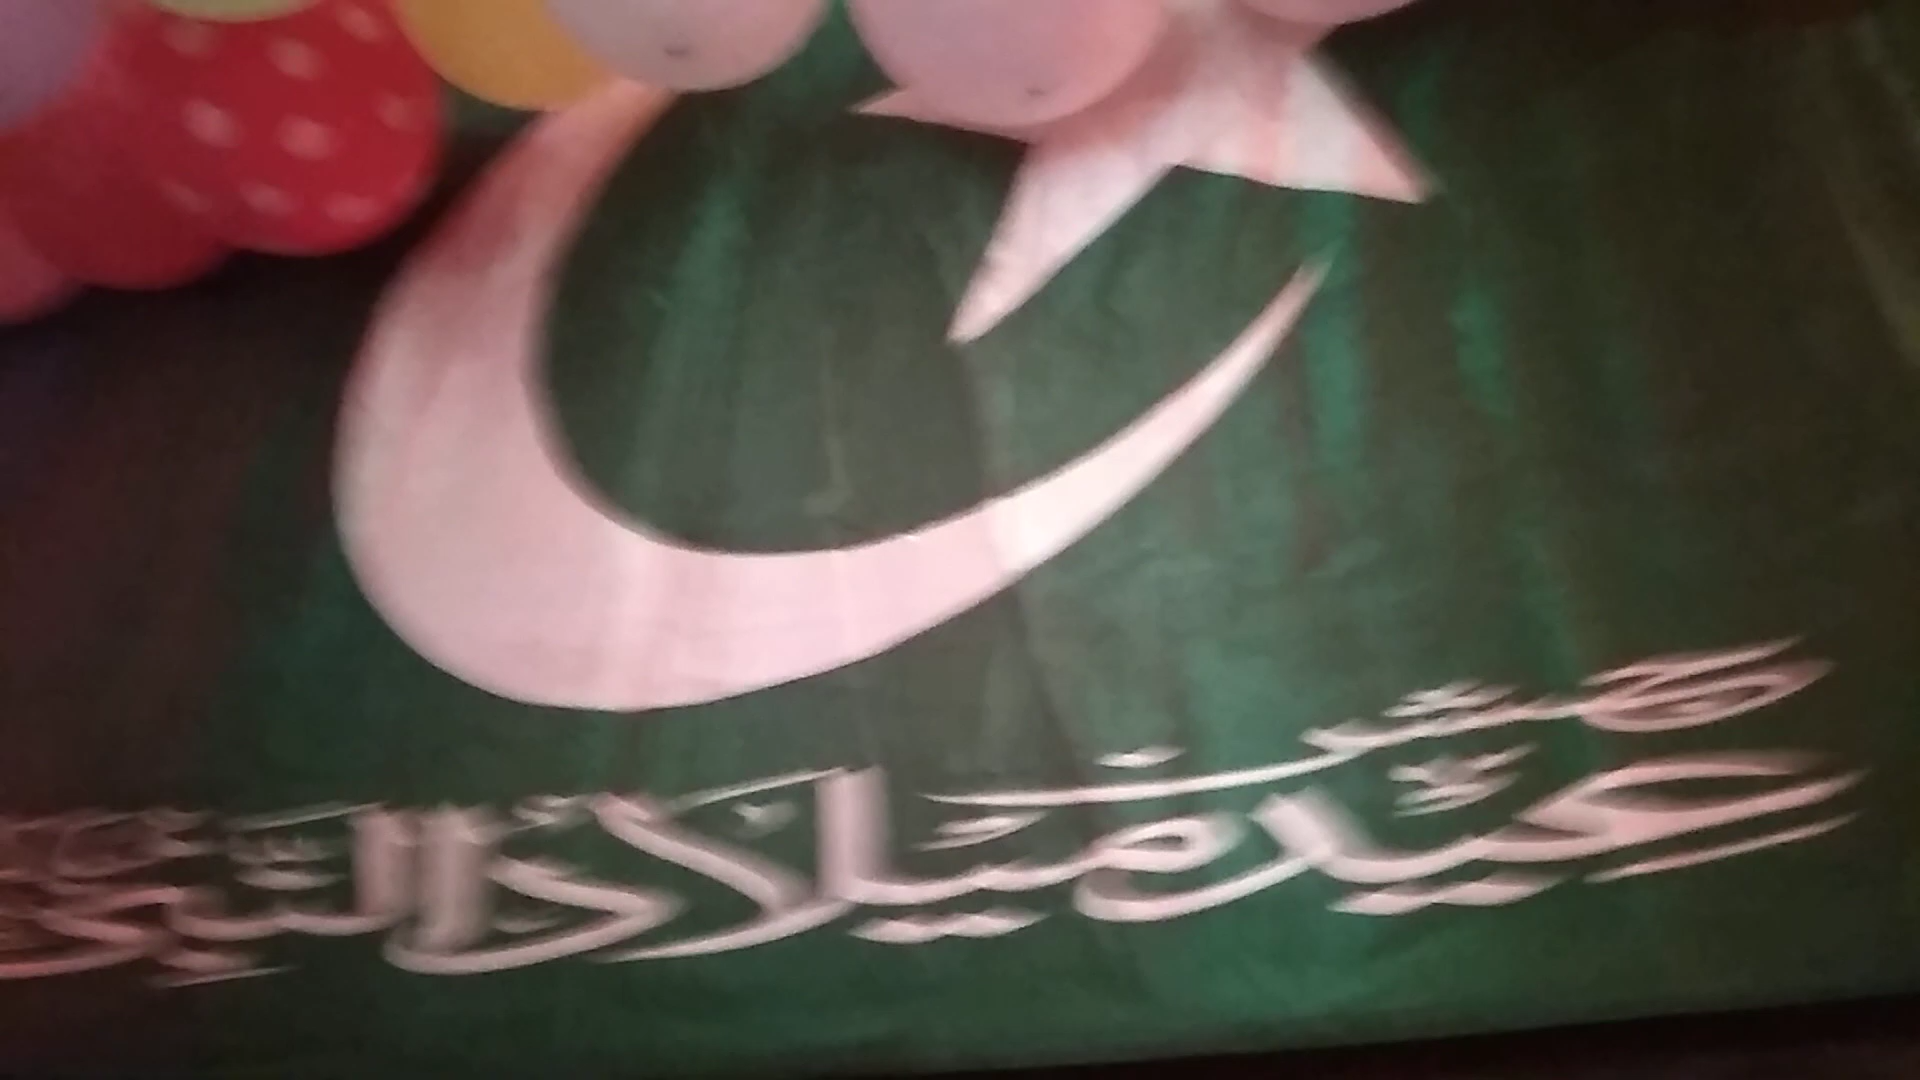 جشن
عید میلاد النبی